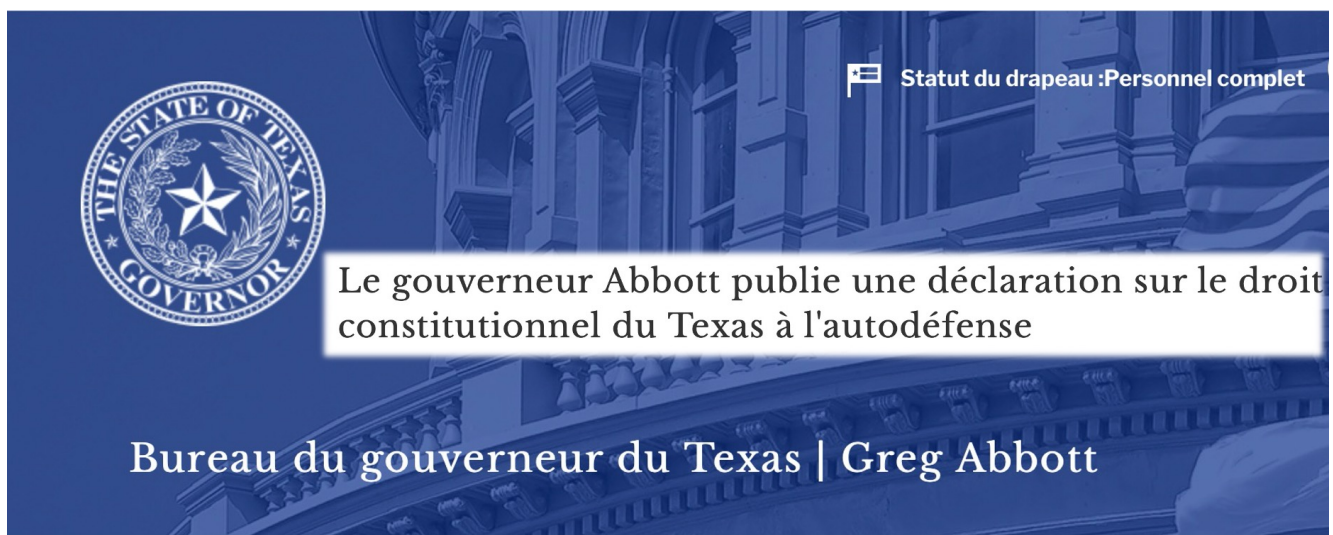 Statut du drapeau :Personnel complet
THE STATE OF TEXAS
GOVERNOR
Le gouverneur Abbott publie une déclaration sur le droit
constitutionnel du Texas à l'autodéfense
Bureau du gouverneur du Texas | Greg Abbott